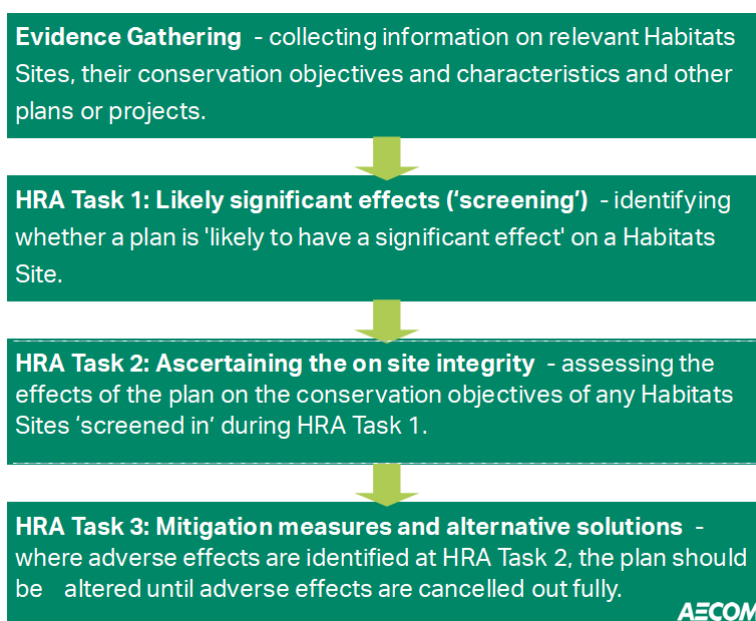 Evidence Gathering - collecting information on relevant Habitats
Sites, their conservation objectives and characteristics and other
plans or projects.
HRA Task 1: Likely significant effects (‘screening’) - identifying
whether a plan is 'likely to have a significant effect' on a Habitats
Site.
HRA Task 2: Ascertaining the on site integrity - assessing the
effects of the plan on the conservation objectives of any Habitats
Sites ‘screened in’ during HRA Task 1.
HRA Task 3: Mitigation measures and alternative solutions -
where adverse effects are identified at HRA Task 2, the plan should
be altered until adverse effects are cancelled out fully.
AECOM